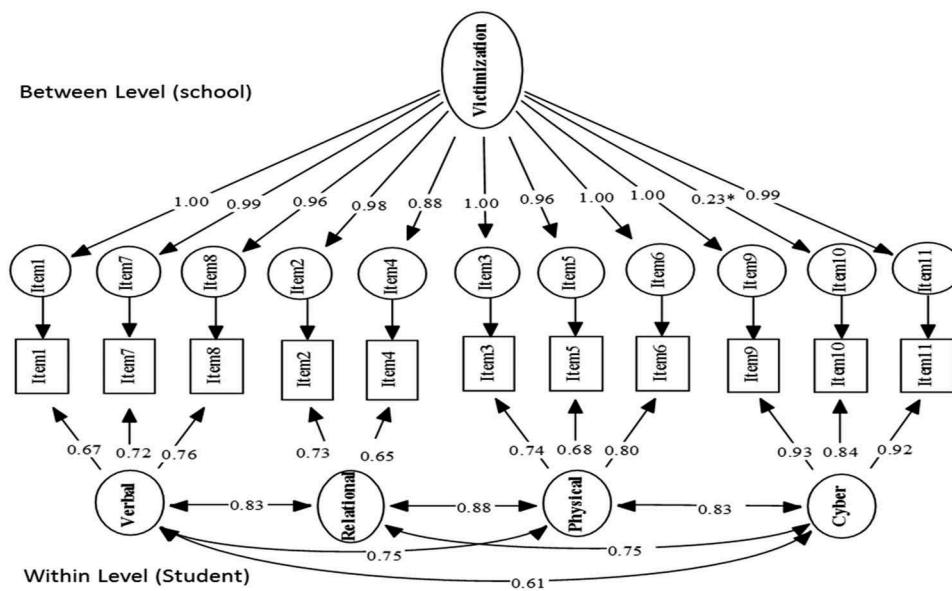 Victimization
Between Level (school)
1.00 0.99 0.96 0.98 0.88 1.00 0.96 1.00 1.00 0.23* 0.99
Item1 Item7 Item8 Item2 Item4 Item3 Item5 Item6 Item9 Item10 Item11
Item1 Item7 Item8 Item2 Item4 Item3 Item5 Item6 Item9 Item10 Item11
0.67 0.72 0.76 0.73 0.65 0.74 0.68 0.80 0.93 0.84 0.92
Verbal 0.83 Relational 0.88 Physical 0.83 Cyber
0.75 0.75
0.61
Within Level (Student)